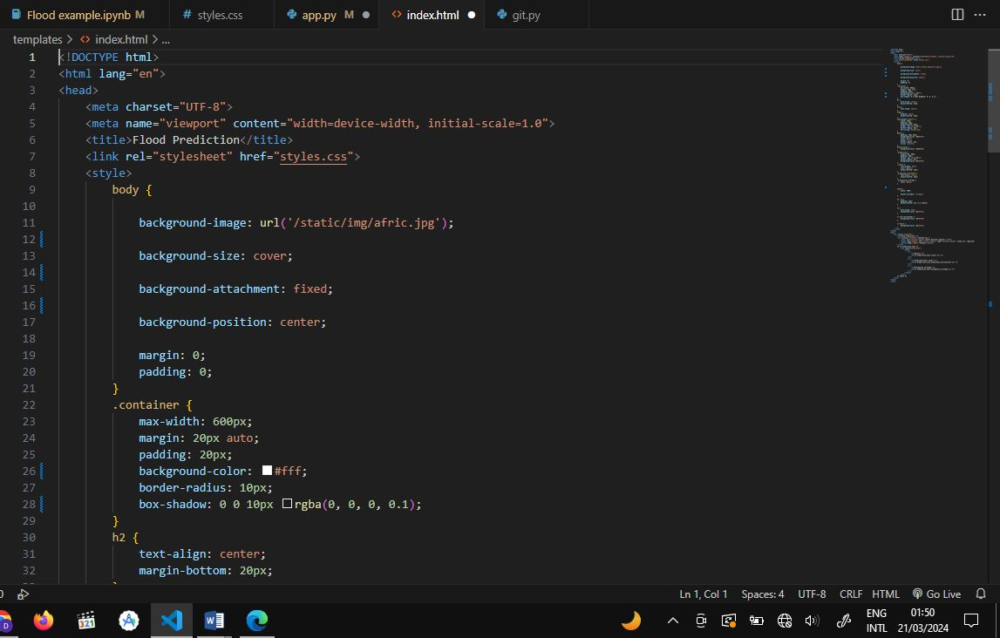 Flood example.ipynb M
# styles.css
app.py M
<> index.html
git.py
templates > <> index.html > ...
1 <!DOCTYPE html>
2 <html lang="en">
3 <head>
4 <meta charset="UTF-8">
5 <meta name="viewport" content="width=device-width, initial-scale=1.0">
6 <title>Flood Prediction</title>
7 <link rel="stylesheet" href="styles.css">
8 <style>
9 body {
10
11 background-image: url('/static/img/afric.jpg');
12
13 background-size: cover;
14
15 background-attachment: fixed;
16
17 background-position: center;
18
19 margin: 0;
20 padding: 0;
21 }
22 .container {
23 max-width: 600px;
24 margin: 20px auto;
25 padding: 20px;
26 background-color: #fff;
27 border-radius: 10px;
28 box-shadow: 0 0 10px rgba(0, 0, 0, 0.1);
29 }
30 h2 {
31 text-align: center;
32 margin-bottom: 20px;
0
Ln 1, Col 1 Spaces: 4 UTF-8 CRLF HTML Go Live
D
321
W
ENG
INTL
01:50
21/03/2024